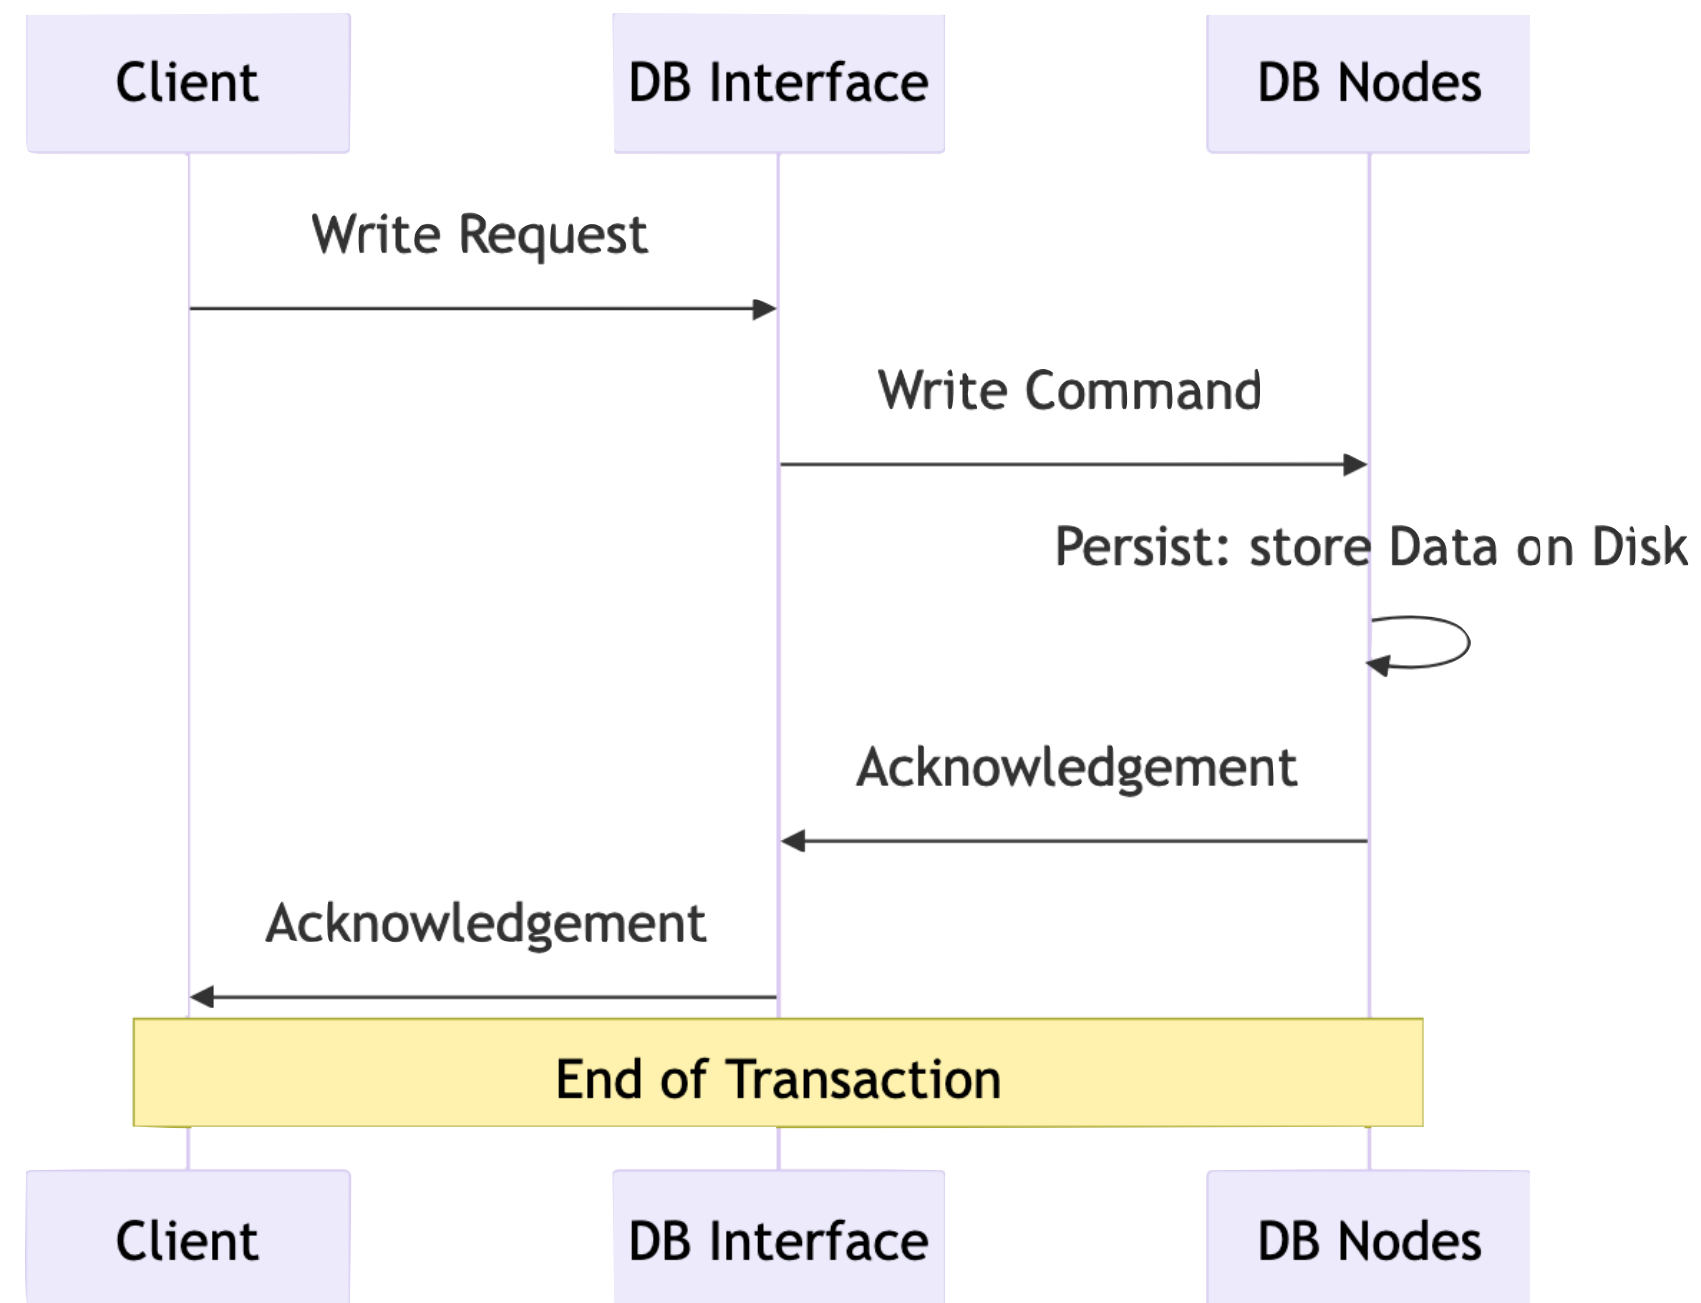 Client
DB Interface
DB Nodes
Write Request
Write Command
Persist: store Data on Disk
Acknowledgement
Acknowledgement
End of Transaction
Client
DB Interface
DB Nodes